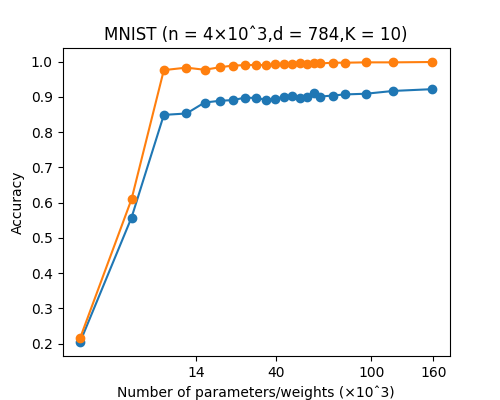 MNIST (n = 4×10ˆ3,d = 784,K = 10)
1.0
0.9
0.8
0.7
0.6
0.5
0.4
0.3
0.2
Accuracy
14 40 100 160
Number of parameters/weights (×10ˆ3)